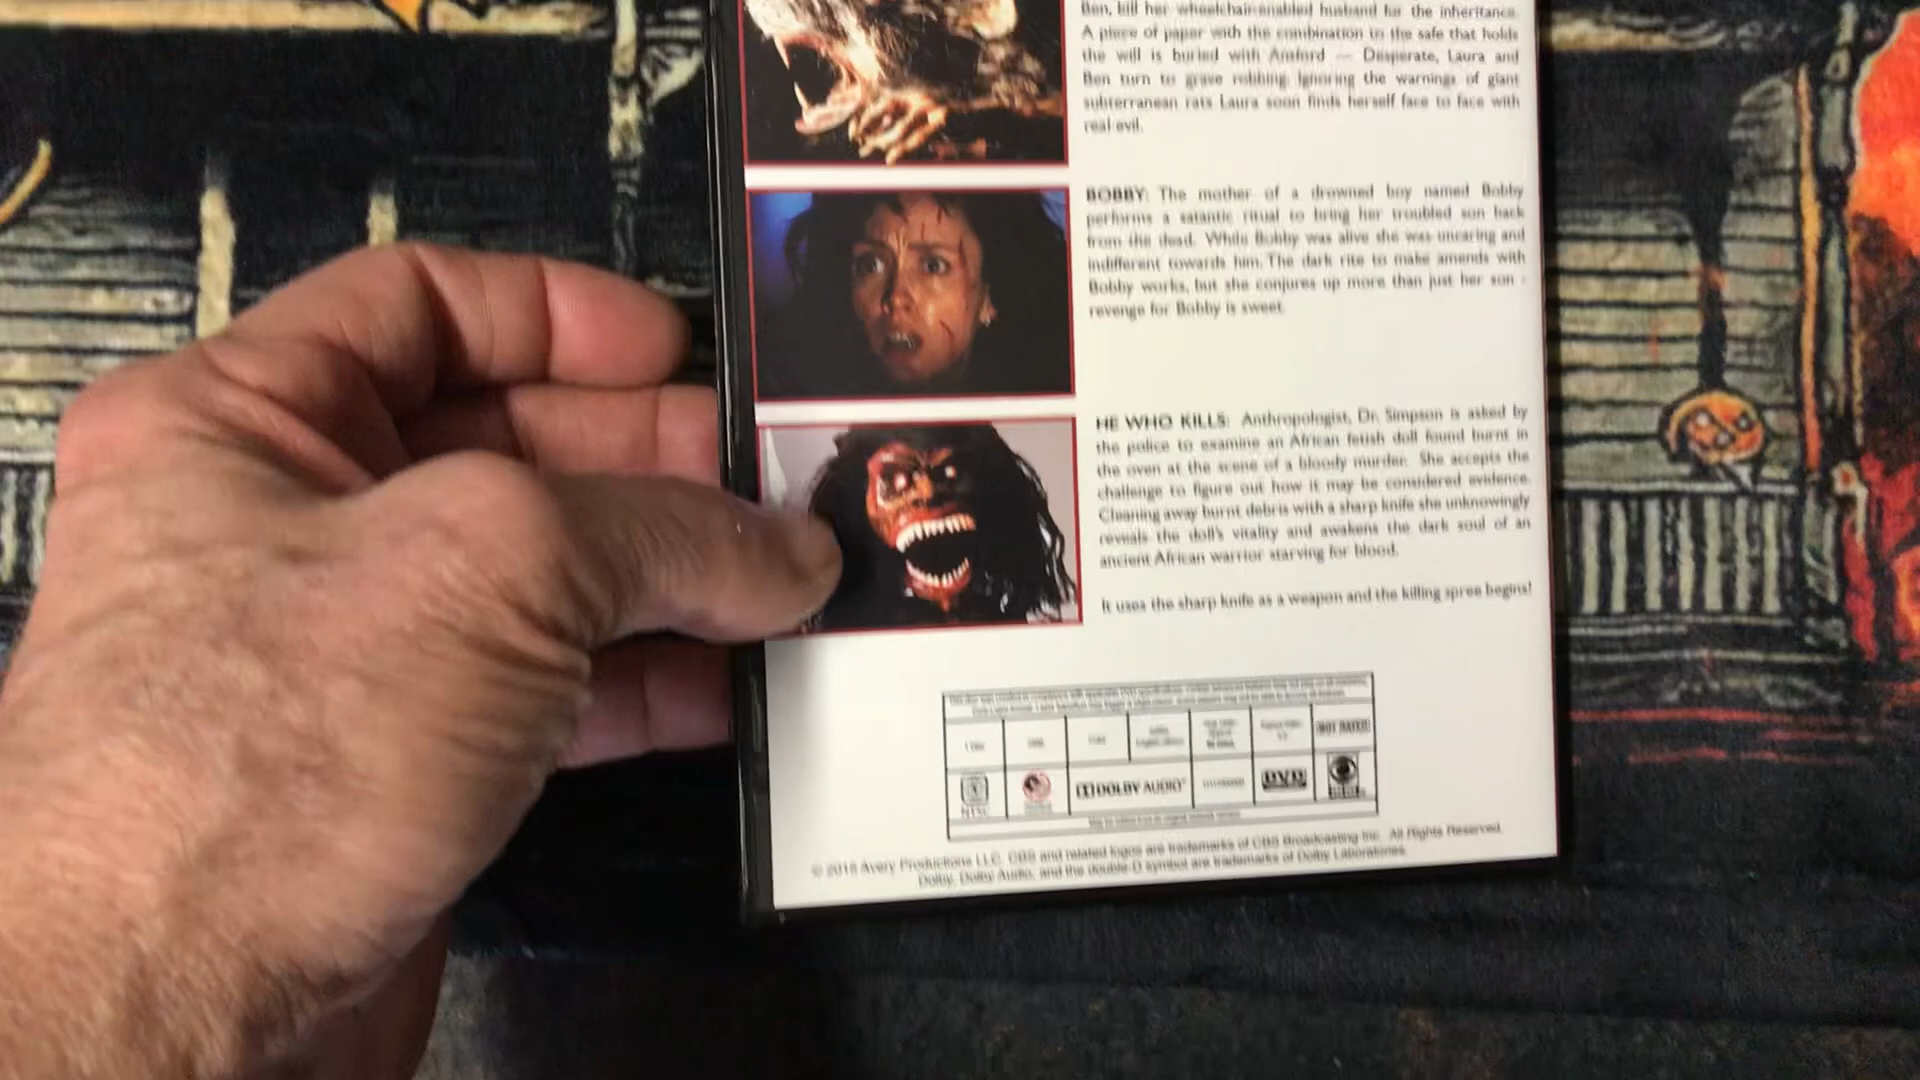 Ben, kill her wheelchair-enabled husband for the inheritance.
A piece of paper with the combination to the safe that holds
the will is buried with Ansford — Desperate, Laura and
Ben turn to grave robbing. Ignoring the warnings of giant
subterranean rats Laura soon finds herself face to face with
real evil.
BOBBY: The mother of a drowned boy named Bobby
performs a satantic ritual to bring her troubled son back
from the dead. While Bobby was alive she was uncaring and
indifferent towards him. The dark rite to make amends with
Bobby works, but she conjures up more than just her son -
revenge for Bobby is sweet.
HE WHO KILLS: Anthropologist, Dr. Simpson is asked by
the police to examine an African fetish doll found burnt in
the oven at the scene of a bloody murder. She accepts the
challenge to figure out how it may be considered evidence.
Cleaning away burnt debris with a sharp knife she unknowingly
reveals the doll's vitality and awakens the dark soul of an
ancient African warrior starving for blood.
It uses the sharp knife as a weapon and the killing spree begins!
NOT RATED
NTSC
DOLBY AUDIO
DVD
© 2018 Avery Productions LLC. CBS and related logos are trademarks of CBS Broadcasting Inc. All Rights Reserved.
Dolby, Dolby Audio, and the double-D symbol are trademarks of Dolby Laboratories.